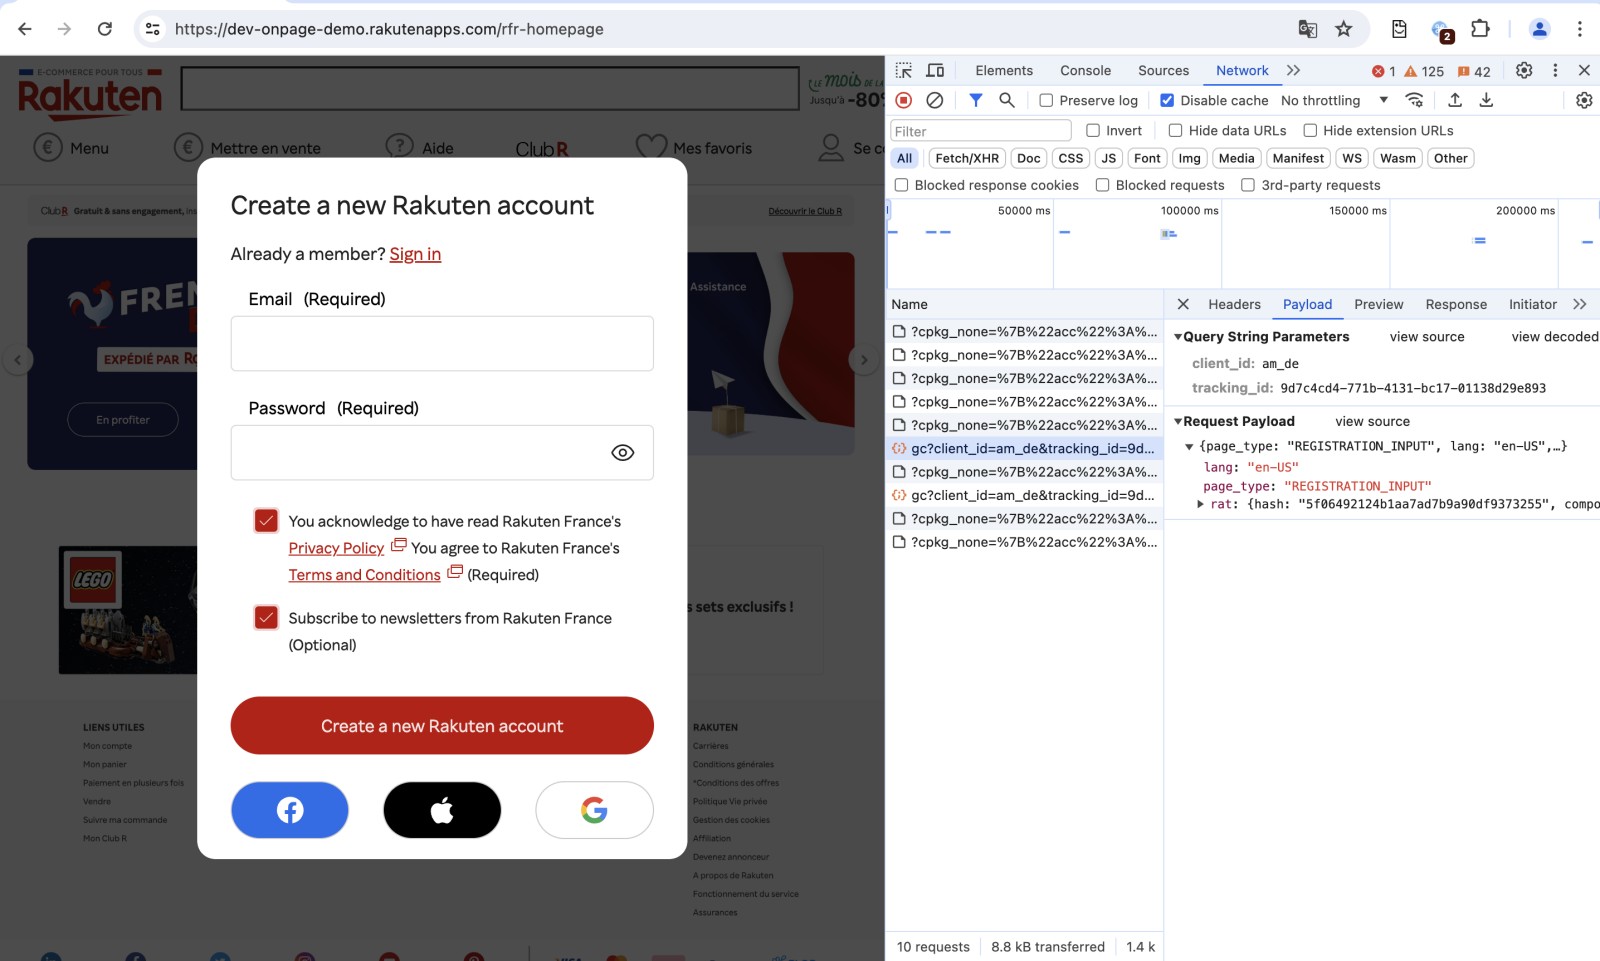 https://dev-onpage-demo.rakutenapps.com/rfr-homepage
2
E-COMMERCE POUR TOUS
Rakuten
LE mois DE LA
Jusqu'à -80%
Menu
Mettre en vente
Aide
Club R
Mes favoris
Se co
Club R Gratuit & sans engagement, ins
Découvrir le Club R
FREN
EXPÉDIÉ PAR Ra
En profiter
Assistance
LEGO
s sets exclusifs !
Create a new Rakuten account
Already a member? Sign in
Email (Required)
Password (Required)
You acknowledge to have read Rakuten France's
Privacy Policy You agree to Rakuten France's
Terms and Conditions (Required)
Subscribe to newsletters from Rakuten France
(Optional)
Create a new Rakuten account
LIENS UTILES
Mon compte
Mon panier
Paiement en plusieurs fois
Vendre
Suivre ma commande
Mon Club R
RAKUTEN
Carrières
Conditions générales
*Conditions des offres
Politique Vie privée
Gestion des cookies
Affiliation
Devenez annonceur
A propos de Rakuten
Fonctionnement du service
Assurances
VISA
Elements Console Sources Network 1 125 42
Preserve log Disable cache No throttling
Filter Invert Hide data URLs Hide extension URLs
All Fetch/XHR Doc CSS JS Font Img Media Manifest WS Wasm Other
Blocked response cookies Blocked requests 3rd-party requests
50000 ms 100000 ms 150000 ms 200000 ms
Name
?cpkg_none=%7B%22acc%22%3A%...
?cpkg_none=%7B%22acc%22%3A%...
?cpkg_none=%7B%22acc%22%3A%...
?cpkg_none=%7B%22acc%22%3A%...
?cpkg_none=%7B%22acc%22%3A%...
gc?client_id=am_de&tracking_id=9d...
?cpkg_none=%7B%22acc%22%3A%...
gc?client_id=am_de&tracking_id=9d...
?cpkg_none=%7B%22acc%22%3A%...
?cpkg_none=%7B%22acc%22%3A%...
Headers Payload Preview Response Initiator
Query String Parameters view source view decoded
client_id: am_de
tracking_id: 9d7c4cd4-771b-4131-bc17-01138d29e893
Request Payload view source
{page_type: "REGISTRATION_INPUT", lang: "en-US",…}
lang: "en-US"
page_type: "REGISTRATION_INPUT"
rat: {hash: "5f06492124b1aa7ad7b9a90df9373255", compo
10 requests 8.8 kB transferred 1.4 k